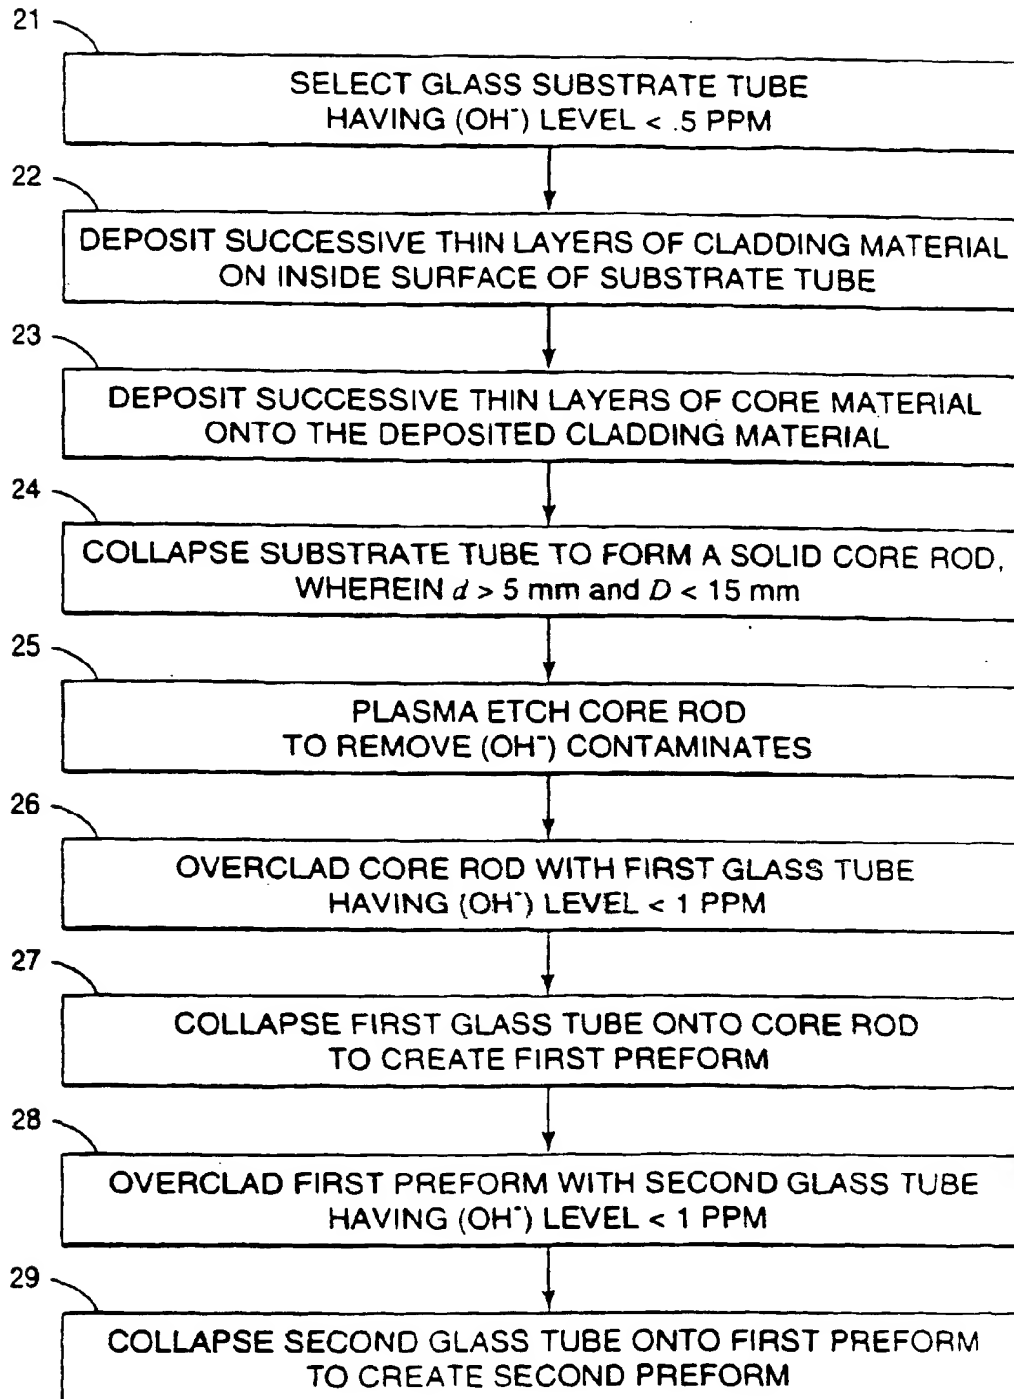 21
SELECT GLASS SUBSTRATE TUBE
HAVING (OH⁻) LEVEL < .5 PPM
22
DEPOSIT SUCCESSIVE THIN LAYERS OF CLADDING MATERIAL
ON INSIDE SURFACE OF SUBSTRATE TUBE
23
DEPOSIT SUCCESSIVE THIN LAYERS OF CORE MATERIAL
ONTO THE DEPOSITED CLADDING MATERIAL
24
COLLAPSE SUBSTRATE TUBE TO FORM A SOLID CORE ROD,
WHEREIN d > 5 mm and D < 15 mm
25
PLASMA ETCH CORE ROD
TO REMOVE (OH⁻) CONTAMINATES
26
OVERCLAD CORE ROD WITH FIRST GLASS TUBE
HAVING (OH⁻) LEVEL < 1 PPM
27
COLLAPSE FIRST GLASS TUBE ONTO CORE ROD
TO CREATE FIRST PREFORM
28
OVERCLAD FIRST PREFORM WITH SECOND GLASS TUBE
HAVING (OH⁻) LEVEL < 1 PPM
29
COLLAPSE SECOND GLASS TUBE ONTO FIRST PREFORM
TO CREATE SECOND PREFORM